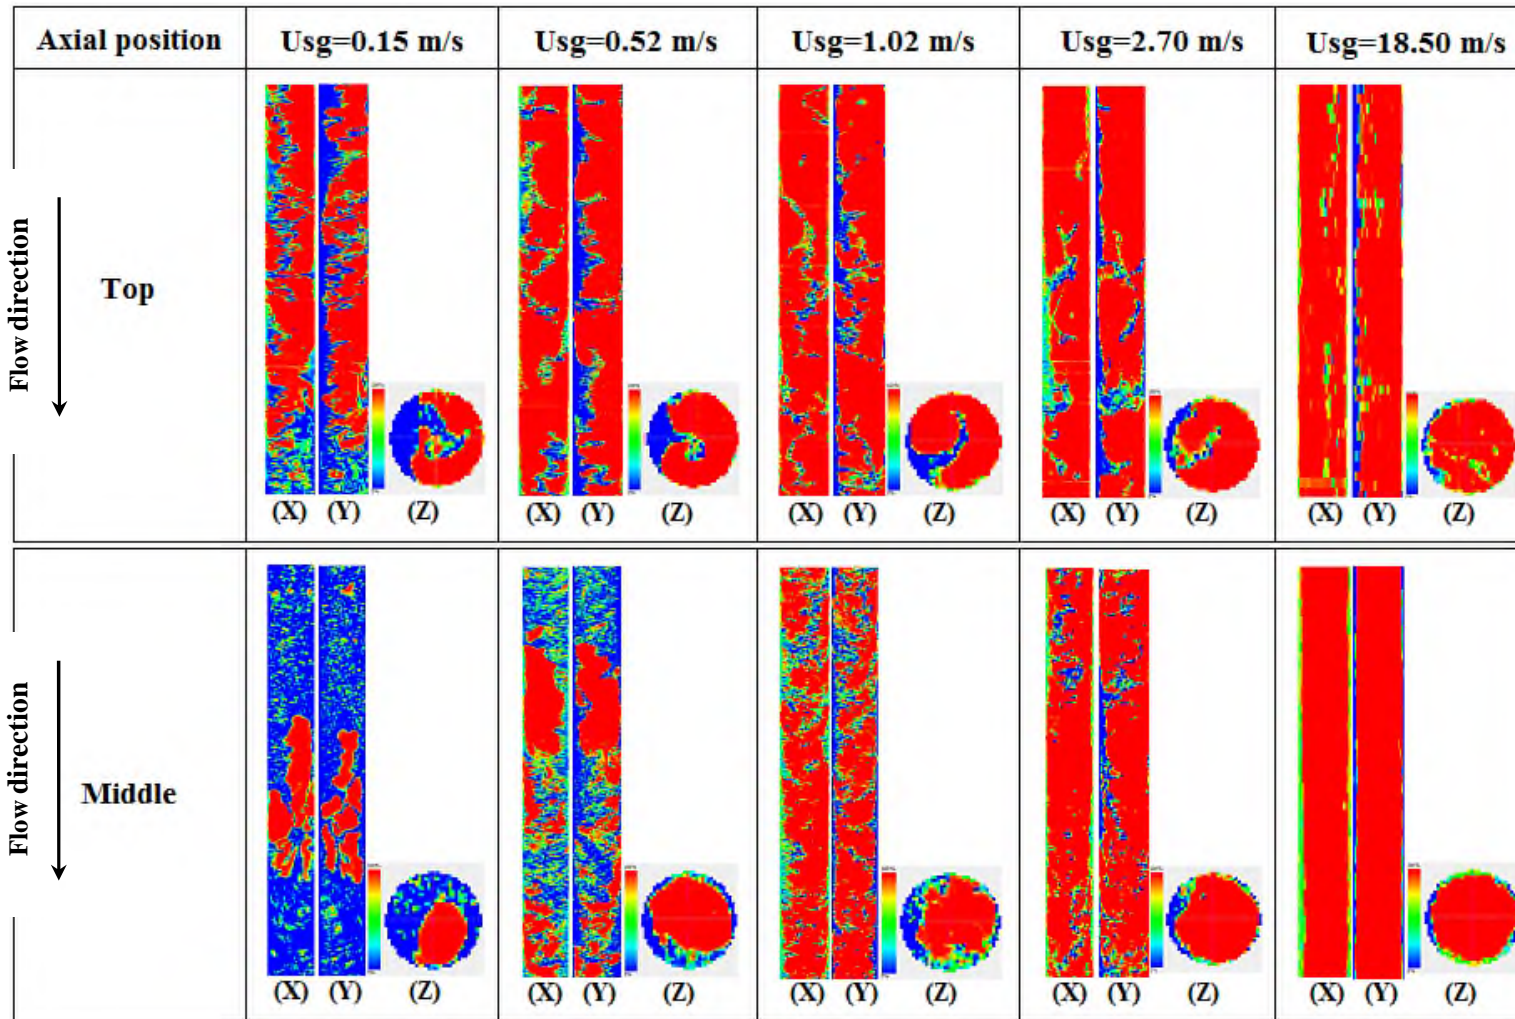 Axial position Usg=0.15 m/s Usg=0.52 m/s Usg=1.02 m/s Usg=2.70 m/s Usg=18.50 m/s
Flow direction
Top
(X) (Y) (Z) (X) (Y) (Z) (X) (Y) (Z) (X) (Y) (Z) (X) (Y) (Z)
Flow direction
Middle
(X) (Y) (Z) (X) (Y) (Z) (X) (Y) (Z) (X) (Y) (Z) (X) (Y) (Z)